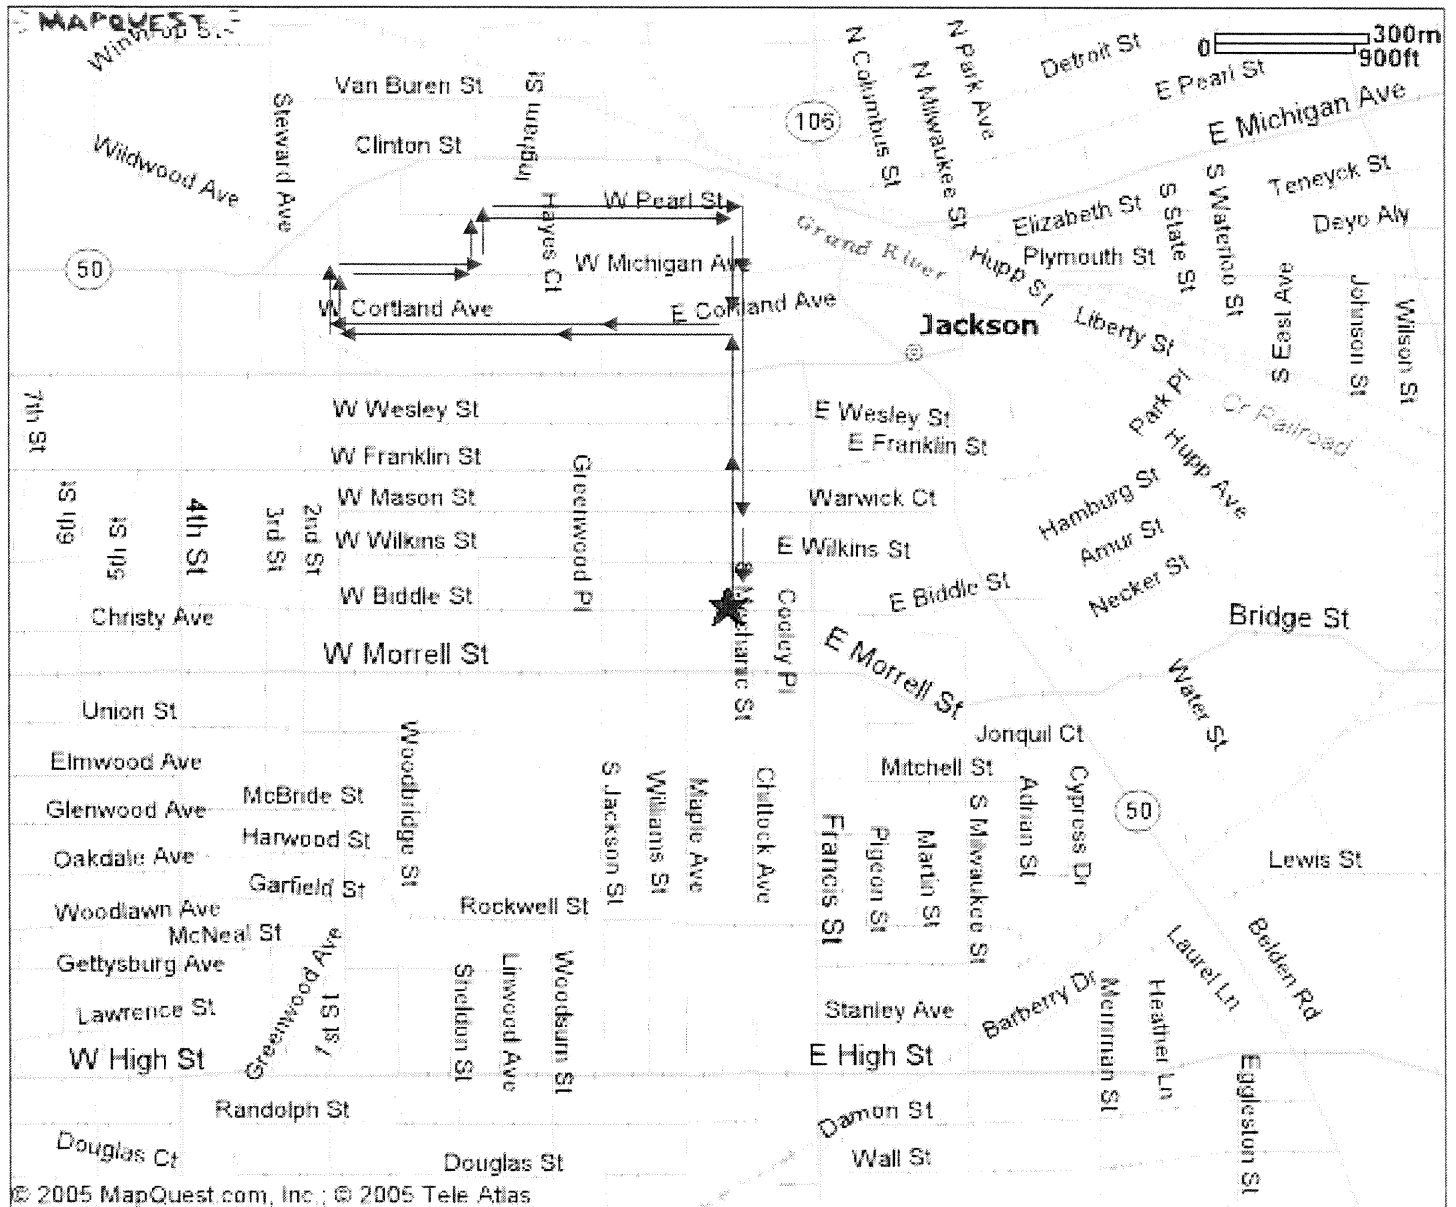 MAPQUEST
300m
0
900ft
Van Buren St
Clinton St
Ingham St
Steward Ave
Wildwood Ave
106
N Columbus St
N Milwaukee St
N Park Ave
Detroit St
E Pearl St
E Michigan Ave
Teneyck St
Deyo Aly
Elizabeth St
Plymouth St
Hupp St
S State St
S Waterloo St
S East Ave
Johnson St
Wilson St
W Pearl St
Hayes Ct
W Michigan Ave
Grand River
50
W Cortland Ave
E Cortland Ave
Jackson
Liberty St
Park Pl
Cr Railroad
7th St
W Wesley St
E Wesley St
E Franklin St
W Franklin St
Greenwood Pl
Hupp Ave
6th St
5th St
4th St
3rd St
2nd St
W Mason St
Warwick Ct
Hamburg St
W Wilkins St
E Wilkins St
Amur St
Necker St
W Biddle St
E Biddle St
Christy Ave
S Mechanic St
Cooley Pl
Bridge St
W Morrell St
E Morrell St
Water St
Union St
Woodbridge St
Jonquil Ct
Elmwood Ave
Mitchell St
Glenwood Ave
McBride St
S Jackson St
Williams St
Maple Ave
Chittock Ave
Francis St
Pigeon St
Martin St
S Milwaukee St
Adrian St
Cypress Dr
50
Harwood St
Oakdale Ave
Lewis St
Garfield St
Woodlawn Ave
Rockwell St
McNeal St
Gettysburg Ave
Greenwood Ave
1st St
Sheldon St
Linwood Ave
Woodsum St
Laurel Ln
Belden Rd
Lawrence St
Stanley Ave
Barberry Dr
Merriman St
Heather Ln
W High St
E High St
Eggleston St
Randolph St
Damon St
Douglas Ct
Douglas St
Wall St
© 2005 MapQuest.com, Inc.; © 2005 Tele Atlas